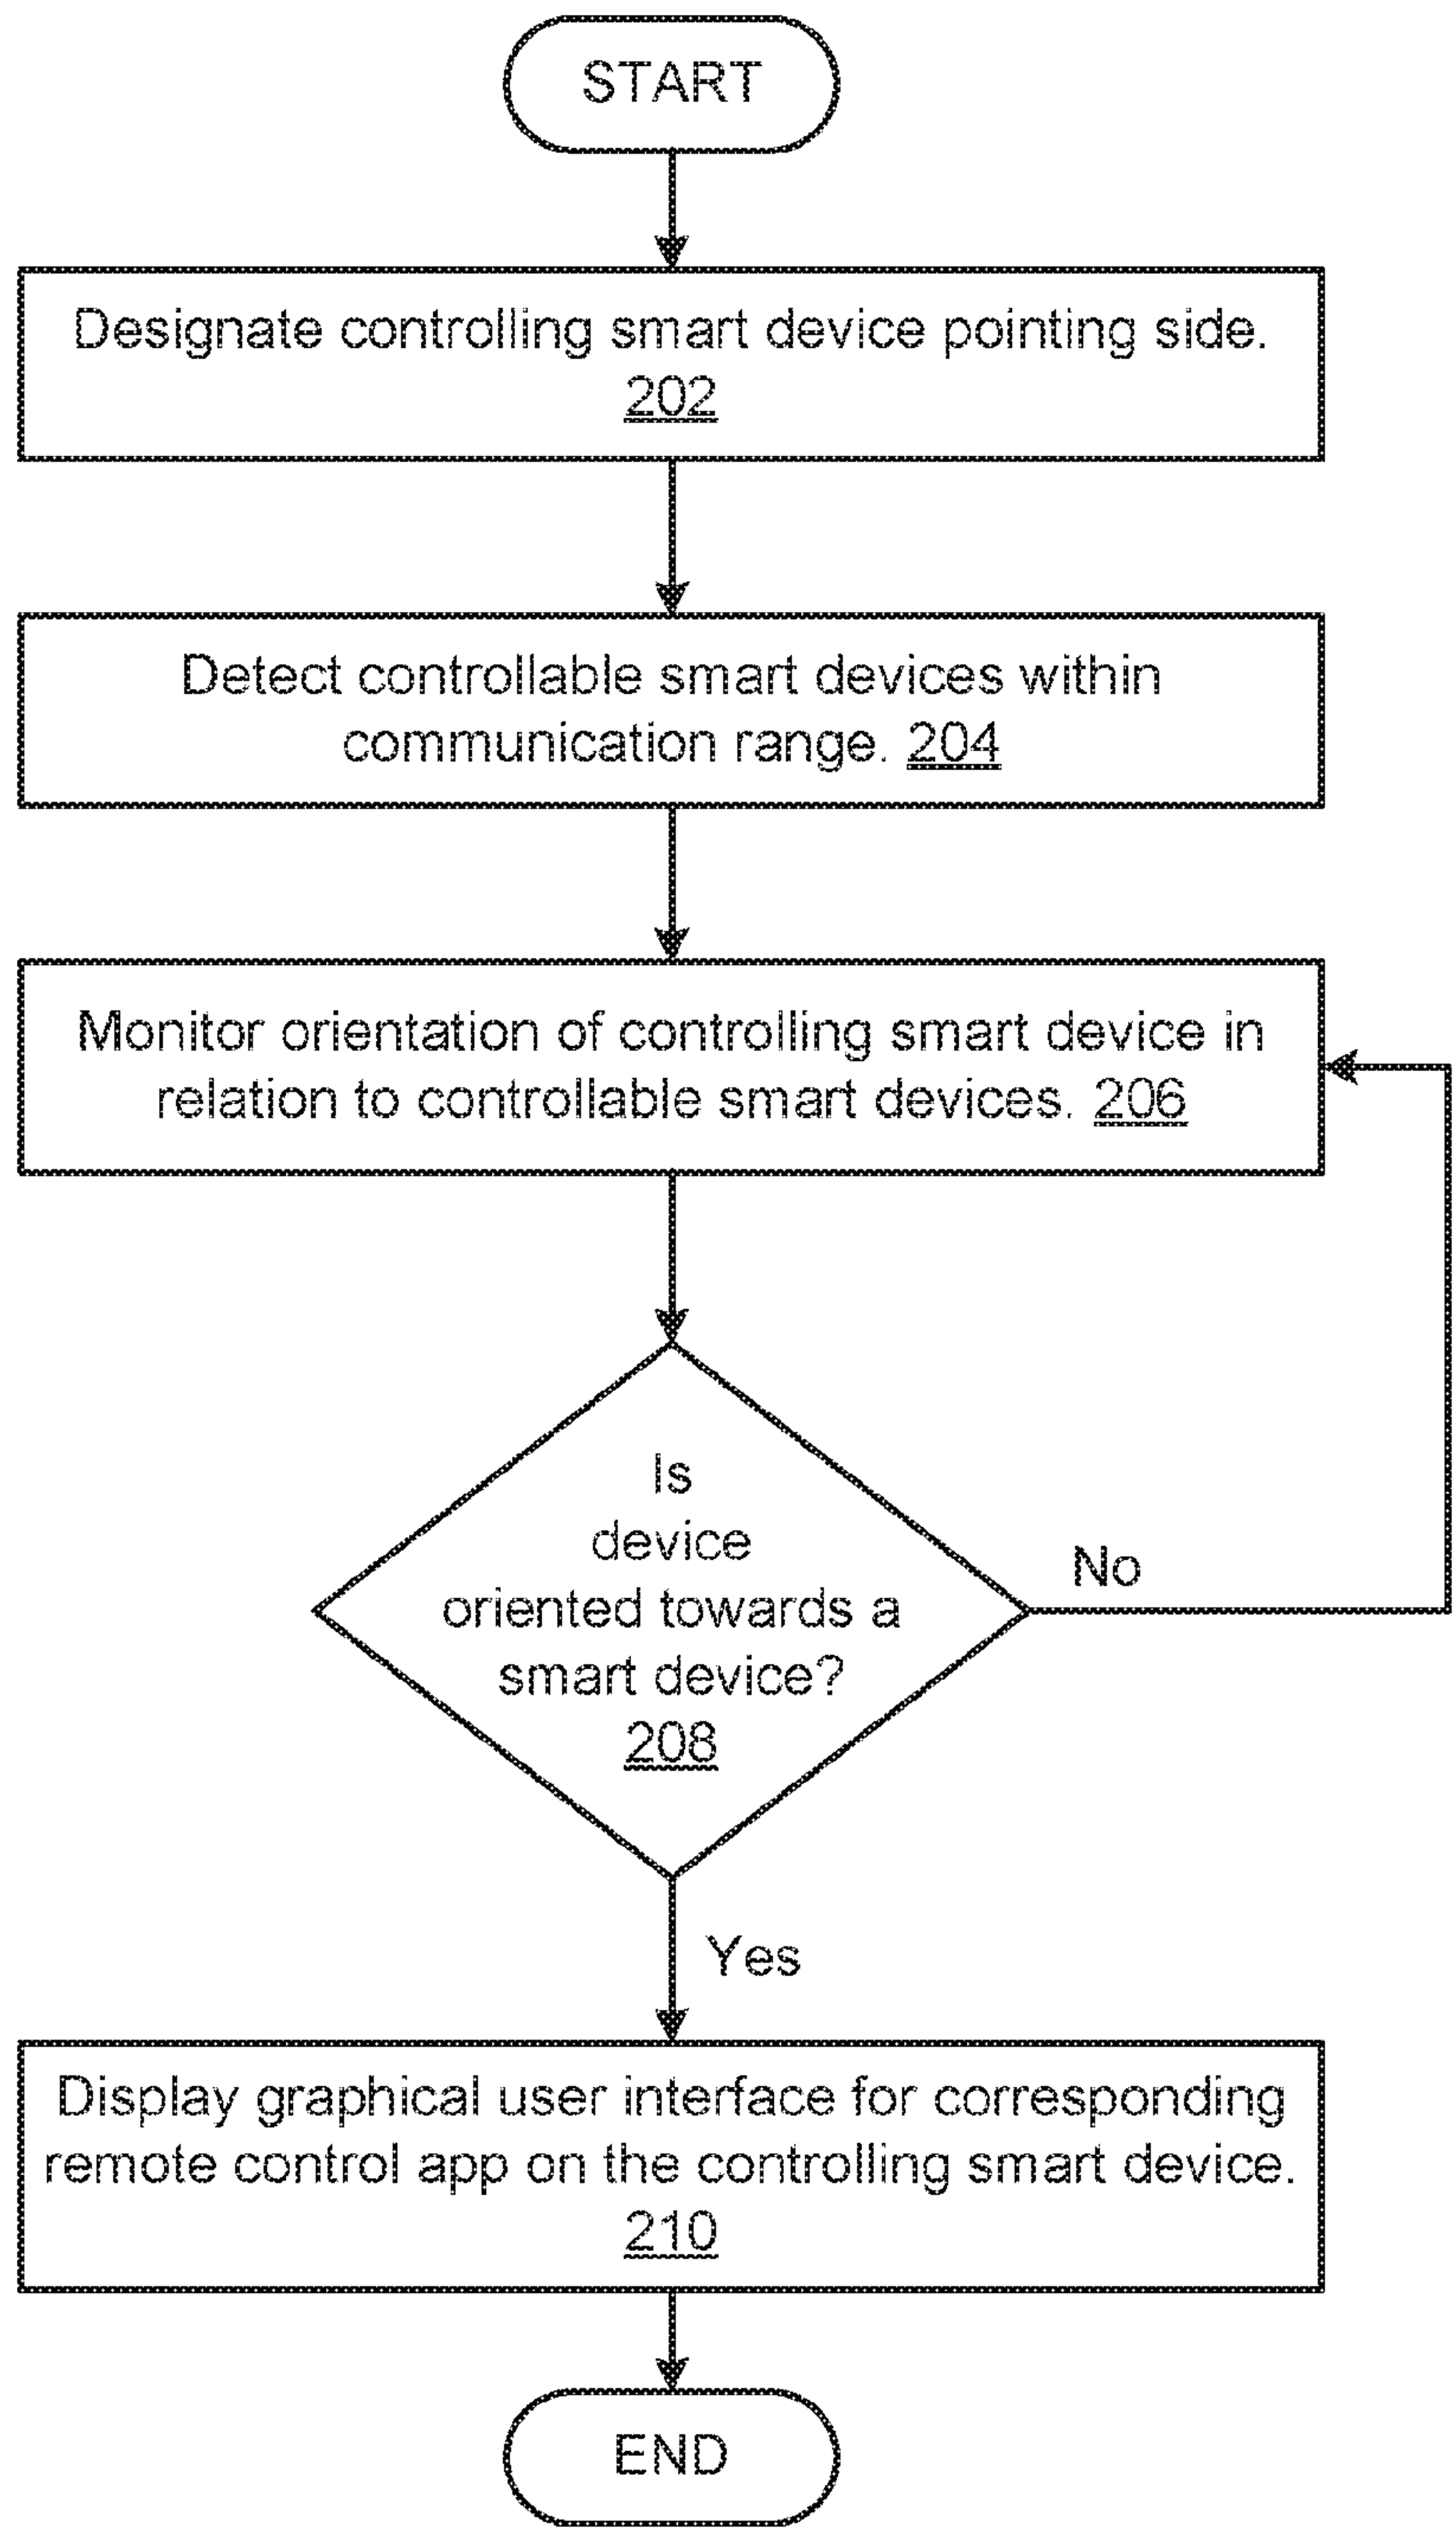 START
Designate controlling smart device pointing side.
202
Detect controllable smart devices within
communication range. 204
Monitor orientation of controlling smart device in
relation to controllable smart devices. 206
Is
device
oriented towards a
smart device?
208
No
Yes
Display graphical user interface for corresponding
remote control app on the controlling smart device.
210
END